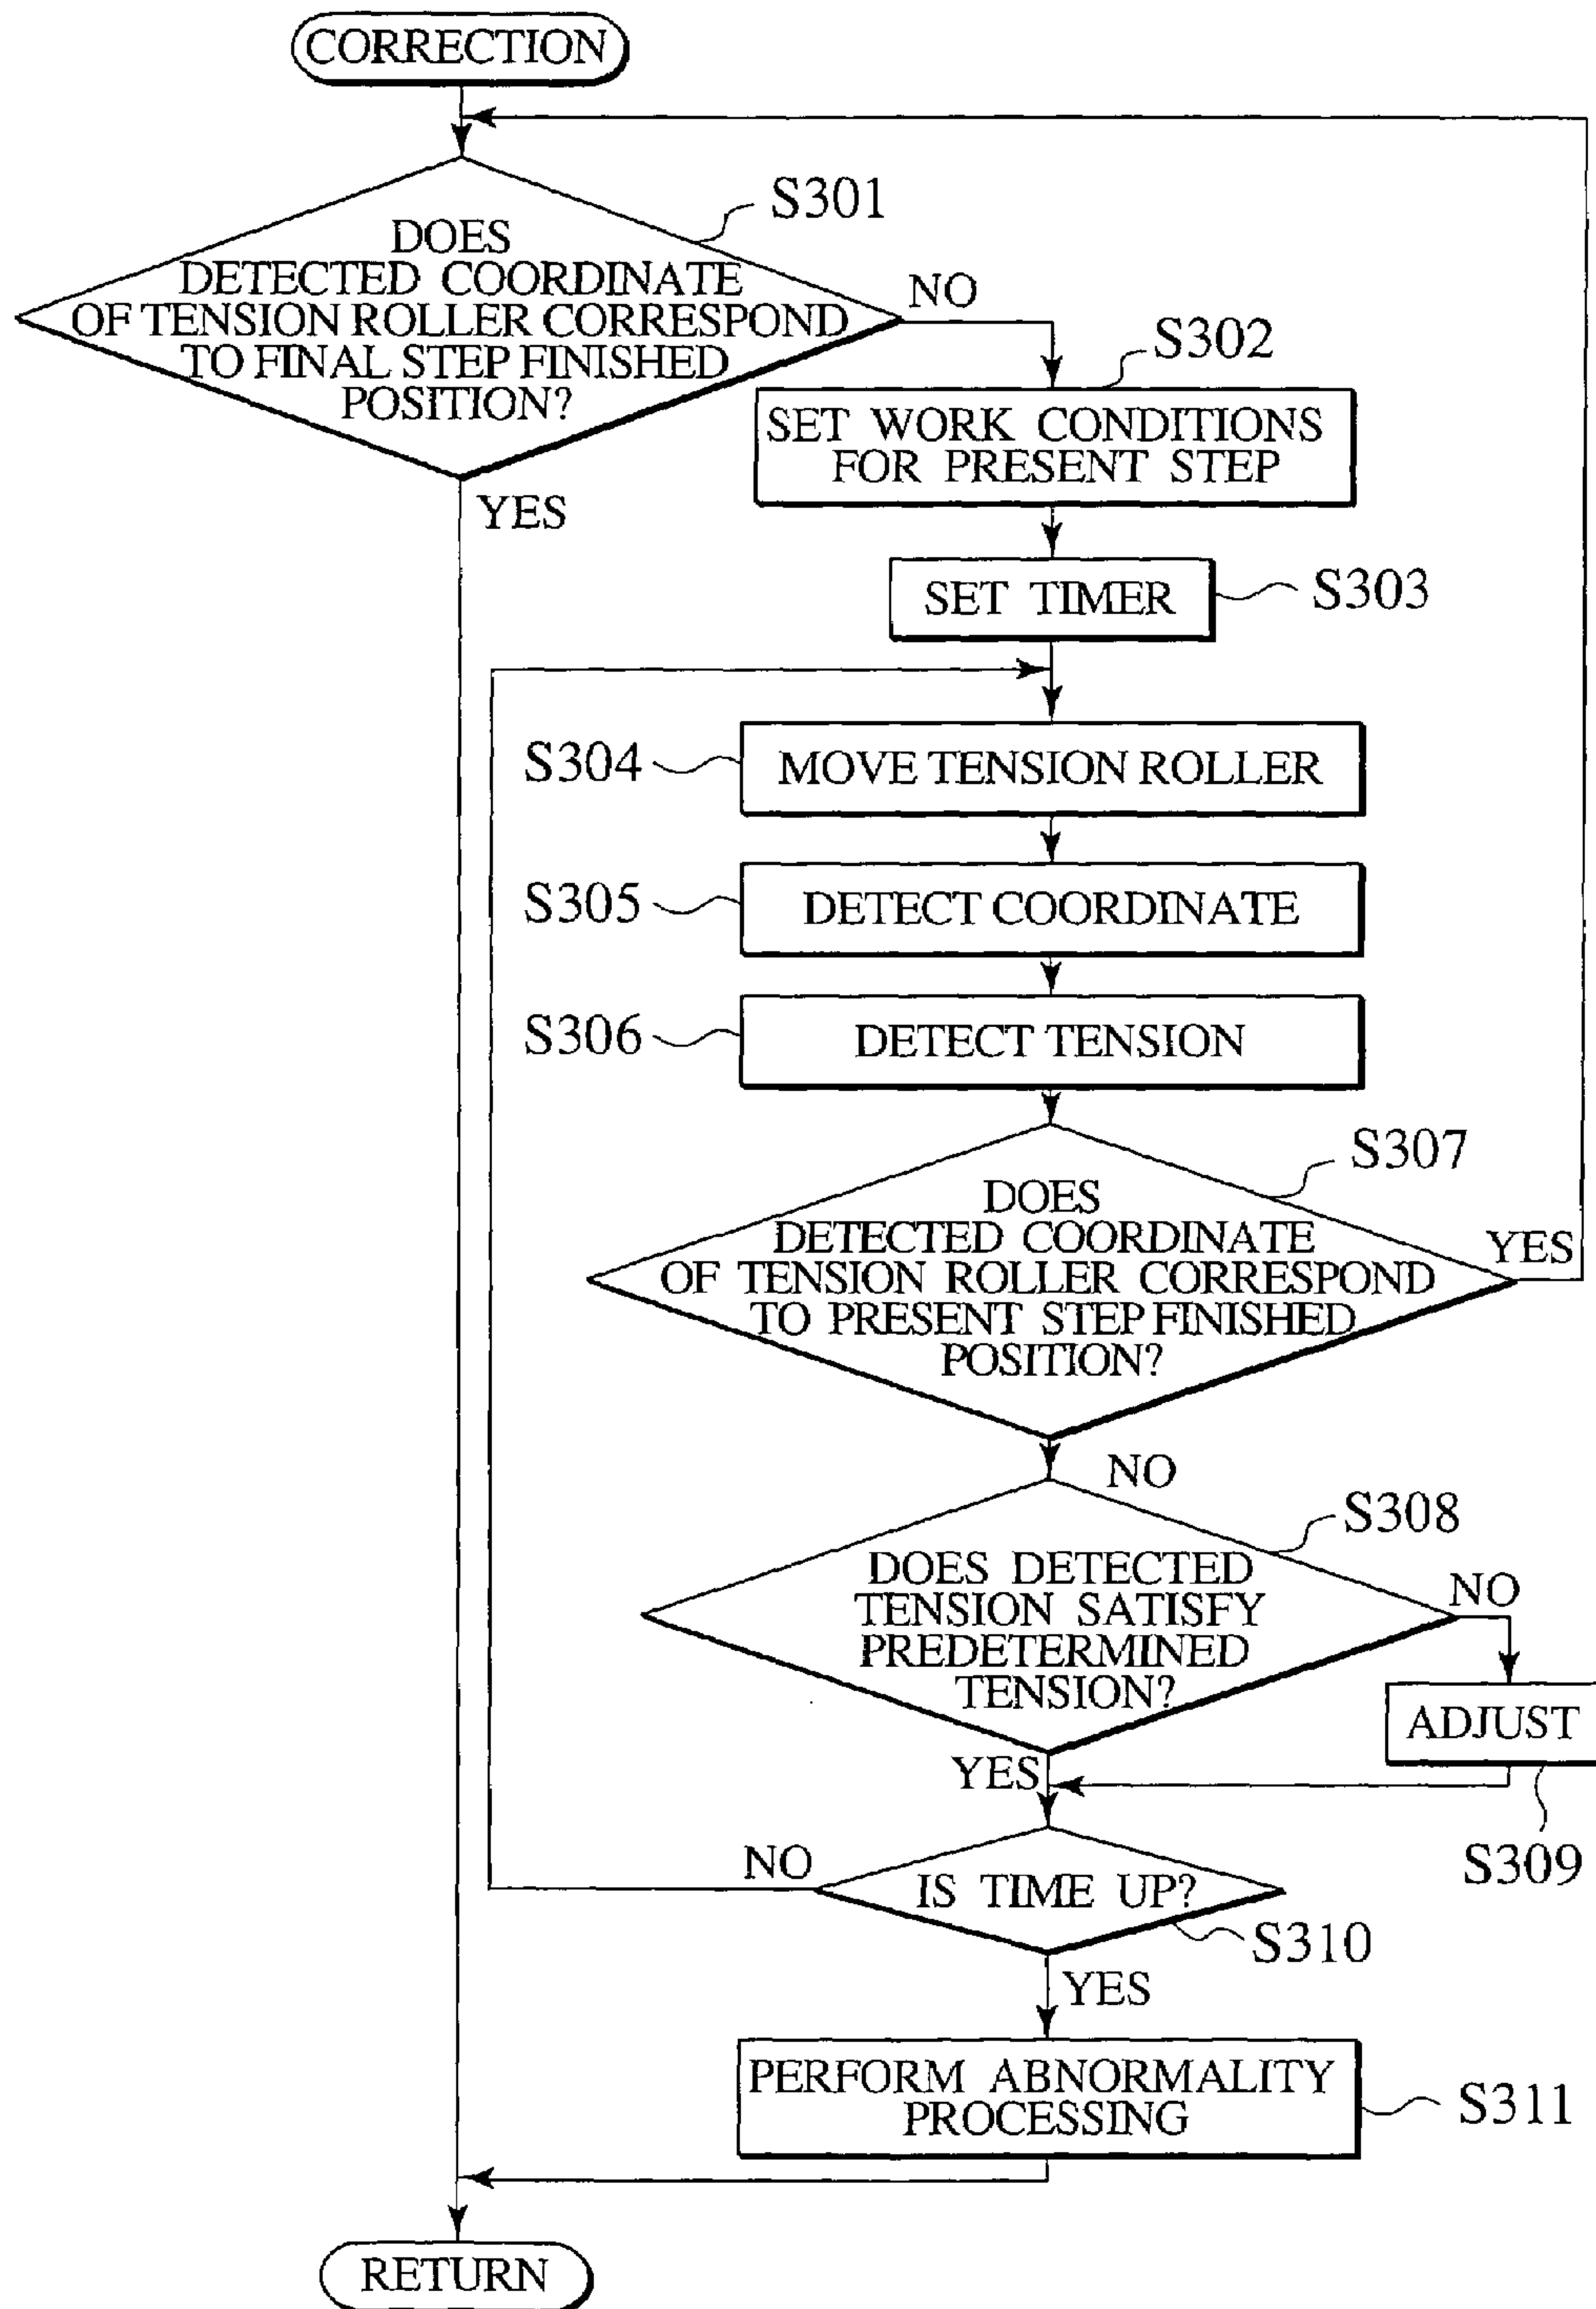 CORRECTION
S301
DOES
DETECTED COORDINATE
OF TENSION ROLLER CORRESPOND
TO FINAL STEP FINISHED
POSITION?
NO
YES
S302
SET WORK CONDITIONS
FOR PRESENT STEP
SET TIMER
S303
S304
MOVE TENSION ROLLER
S305
DETECT COORDINATE
S306
DETECT TENSION
S307
DOES
DETECTED COORDINATE
OF TENSION ROLLER CORRESPOND
TO PRESENT STEP FINISHED
POSITION?
YES
NO
S308
DOES DETECTED
TENSION SATISFY
PREDETERMINED
TENSION?
NO
ADJUST
YES
S309
NO
IS TIME UP?
S310
YES
PERFORM ABNORMALITY
PROCESSING
S311
RETURN